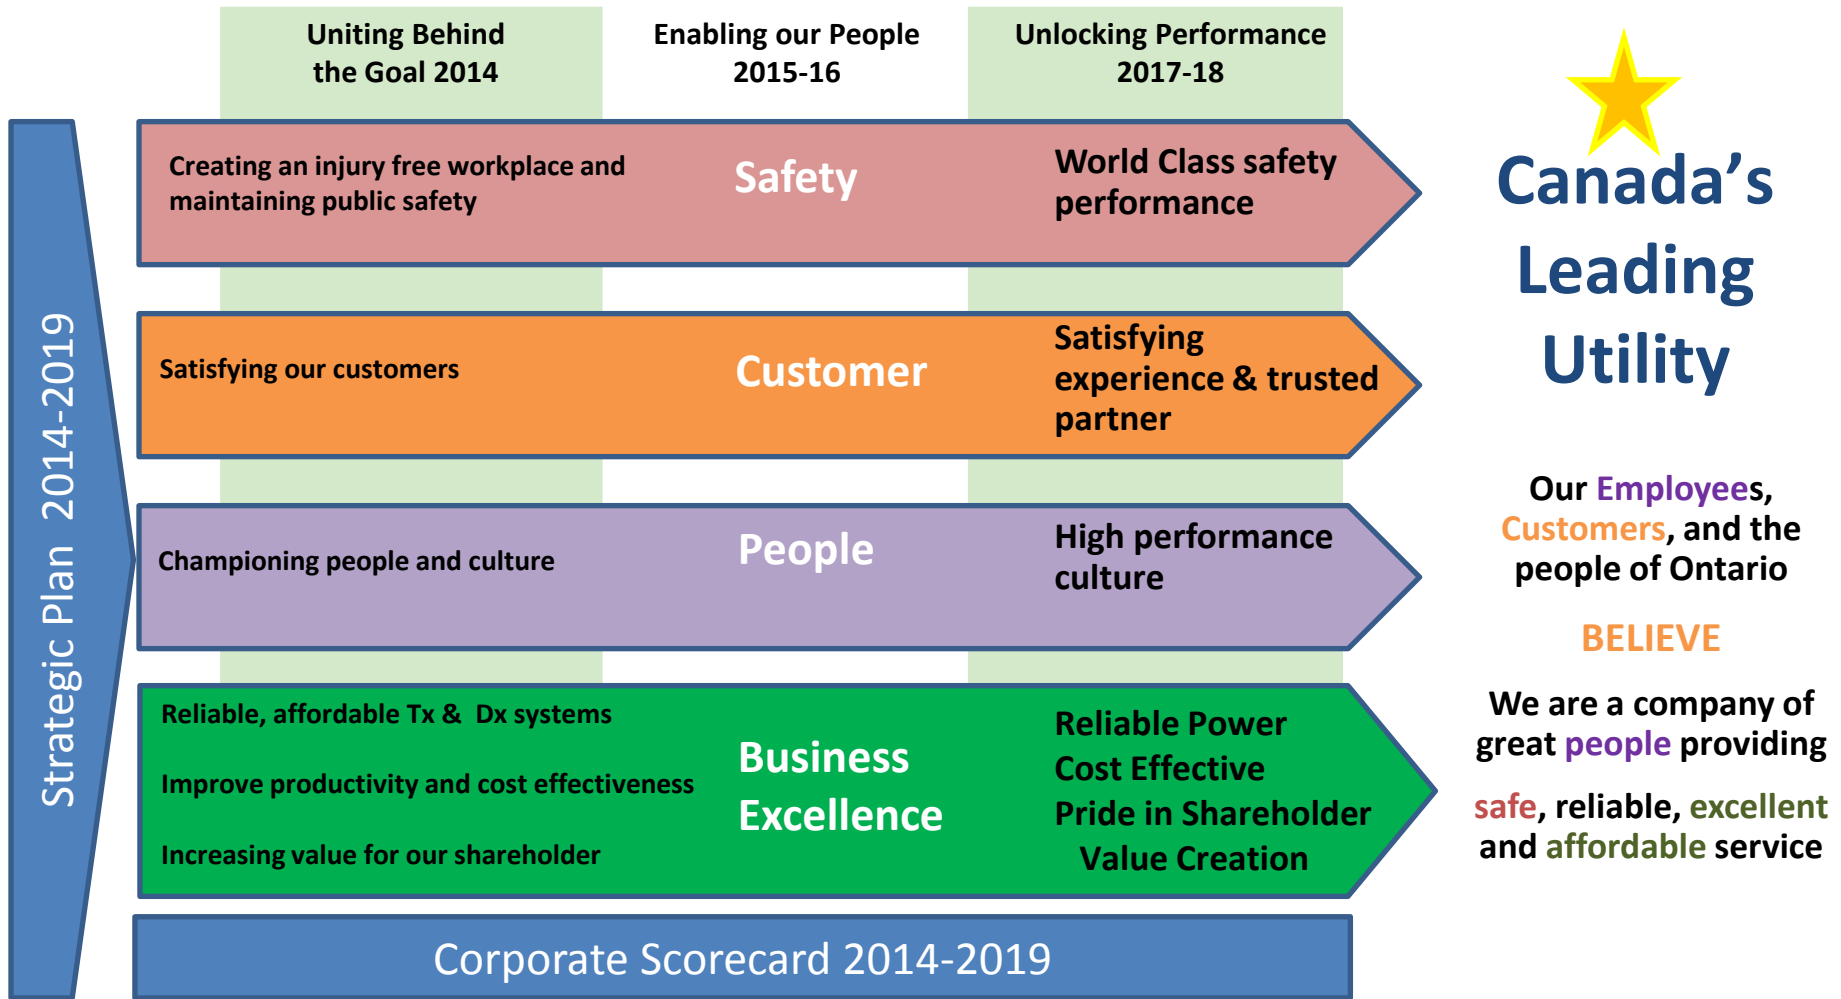 Uniting Behind
the Goal 2014
Enabling our People
2015-16
Unlocking Performance
2017-18
Strategic Plan 2014-2019
Creating an injury free workplace and
maintaining public safety
Safety
World Class safety
performance
Satisfying our customers
Customer
Satisfying
experience & trusted
partner
Championing people and culture
People
High performance
culture
Reliable, affordable Tx & Dx systems
Improve productivity and cost effectiveness
Increasing value for our shareholder
Business
Excellence
Reliable Power
Cost Effective
Pride in Shareholder
Value Creation
Corporate Scorecard 2014-2019
Canada’s
Leading
Utility
Our Employees,
Customers, and the
people of Ontario
BELIEVE
We are a company of
great people providing
safe, reliable, excellent
and affordable service